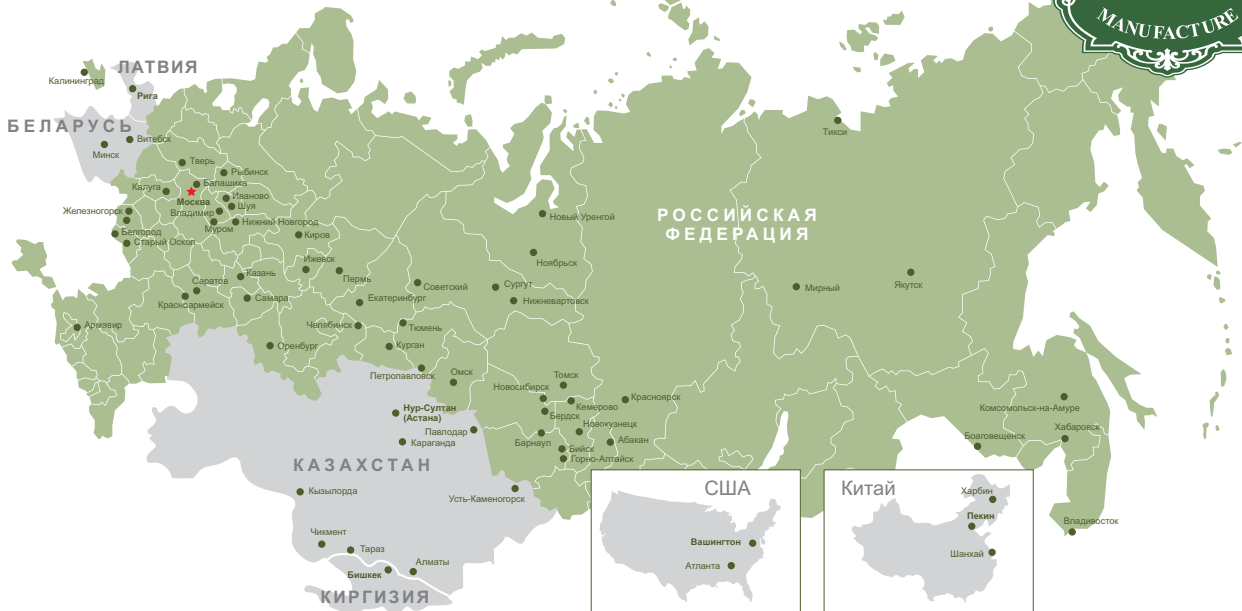 MANUFACTURE
ЛАТВИЯ
Калининград
Рига
БЕЛАРУСЬ
Витебск
Минск
Тикси
Тверь
Рыбинск
Балашиха
Калуга
Москва
Иваново
Шуя
Железногорск
Владимир
Муром
Нижний Новгород
Новый Уренгой
РОССИЙСКАЯ
ФЕДЕРАЦИЯ
Белгород
Старый Оскол
Киров
Ноябрьск
Ижевск
Казань
Пермь
Саратов
Советский
Сургут
Мирный
Якутск
Красноармейск
Самара
Екатеринбург
Нижневартовск
Армавир
Челябинск
Тюмень
Оренбург
Курган
Петропавловск
Омск
Томск
Новосибирск
Красноярск
Кемерово
Комсомольск-на-Амуре
Нур-Султан
(Астана)
Бердск
Новокузнецк
Павлодар
Караганда
Барнаул
Абакан
Хабаровск
Боаговещенск
Бийск
Горно-Алтайск
КАЗАХСТАН
Кызылорда
Усть-Каменогорск
США
Китай
Харбин
Пекин
Владивосток
Чикмент
Вашингтон
Тараз
Шанхай
Алматы
Атланта
Бишкек
КИРГИЗИЯ